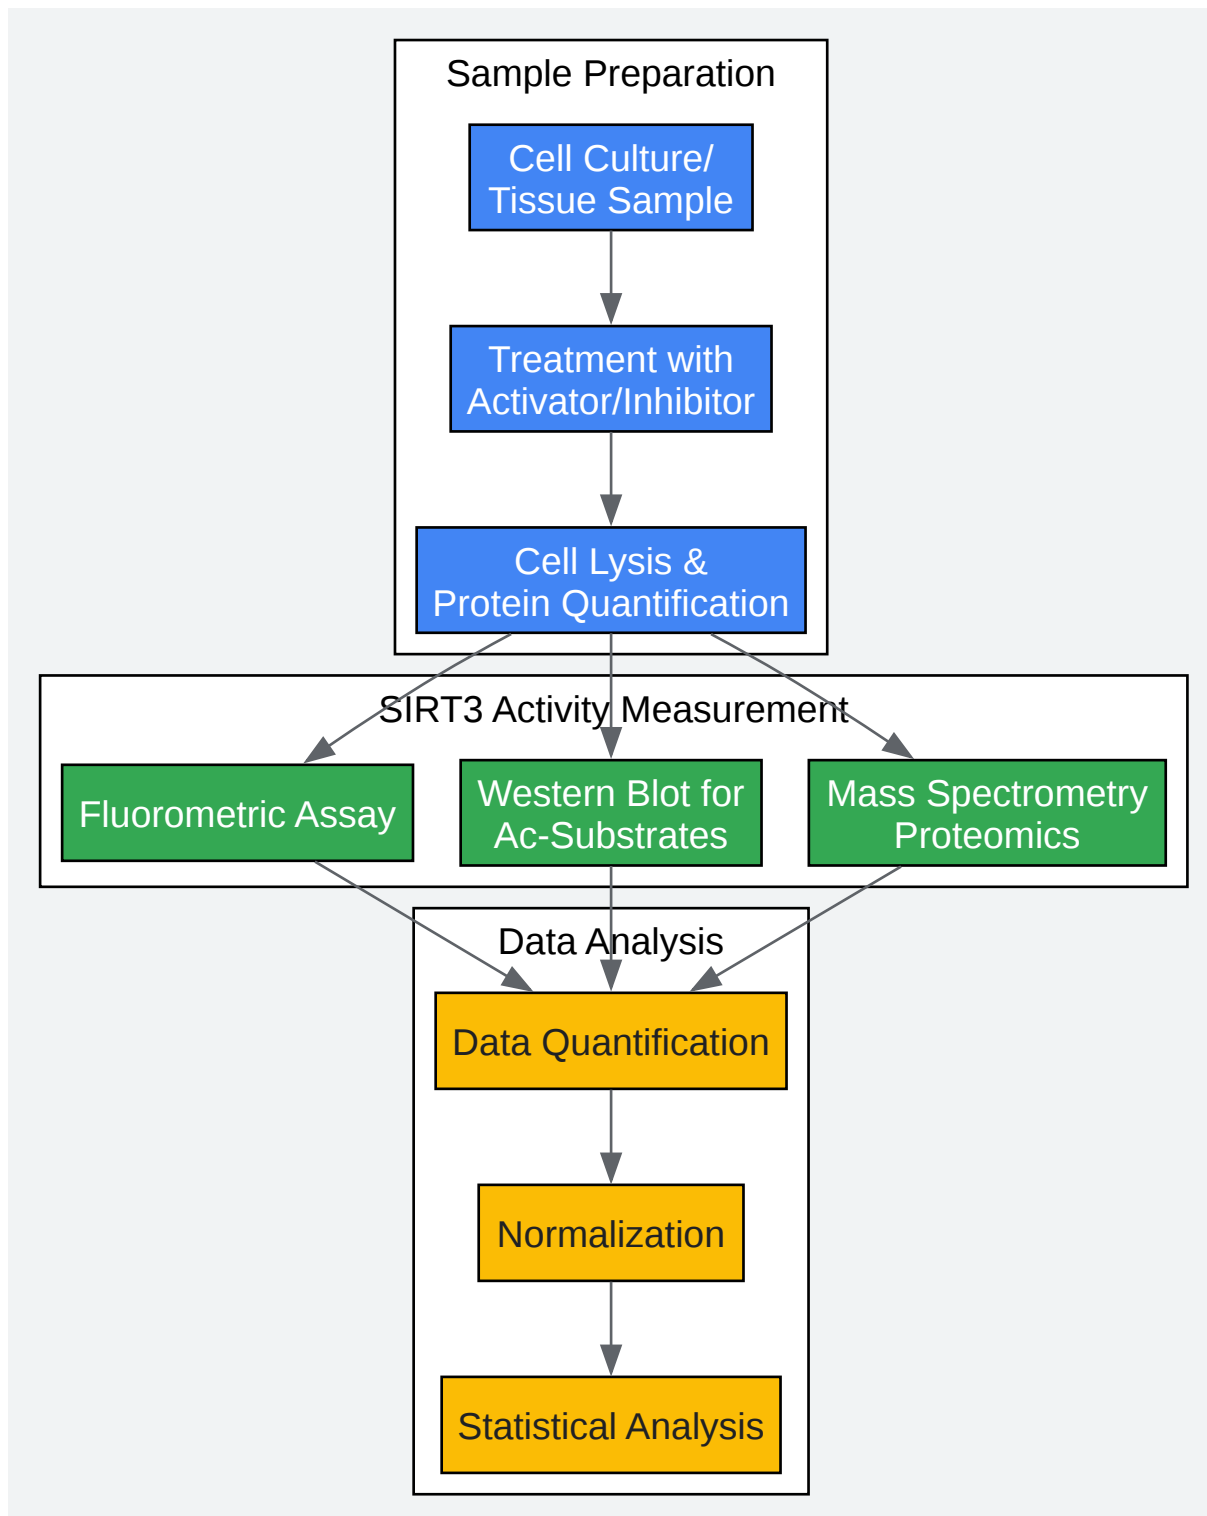 Sample Preparation
Cell Culture/
Tissue Sample
Treatment with
Activator/Inhibitor
Cell Lysis &
Protein Quantification
SIRT3 Activity Measurement
Fluorometric Assay
Western Blot for
Ac-Substrates
Mass Spectrometry
Proteomics
Data Analysis
Data Quantification
Normalization
Statistical Analysis